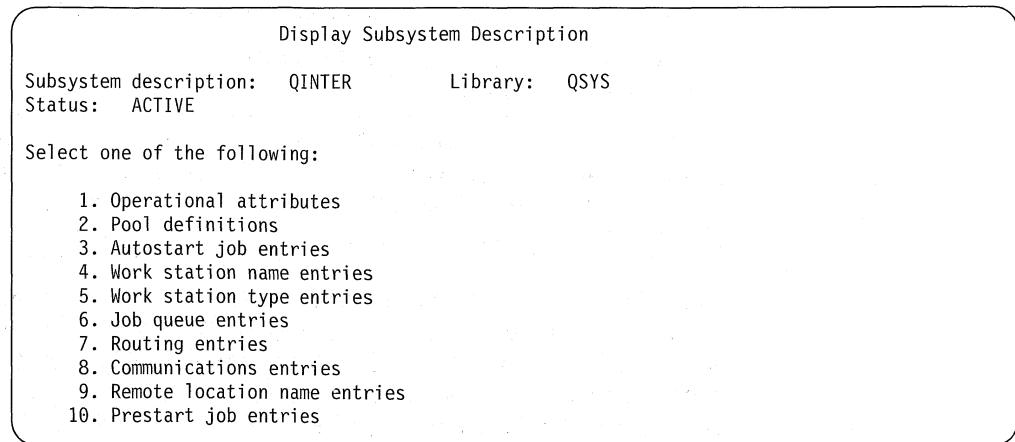 Display Subsystem Description
Subsystem description: QINTER Library: QSYS
Status: ACTIVE
Select one of the following:
1. Operational attributes
2. Pool definitions
3. Autostart job entries
4. Work station name entries
5. Work station type entries
6. Job queue entries
7. Routing entries
8. Communications entries
9. Remote location name entries
10. Prestart job entries